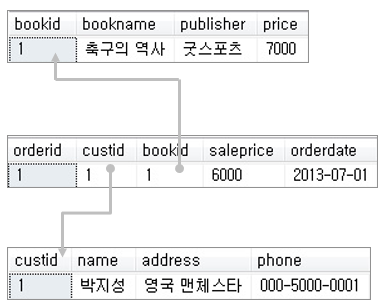 bookid bookname publisher price
1 축구의 역사 굿스포츠 7000
orderid custid bookid saleprice orderdate
1 1 1 6000 2013-07-01
custid name address phone
1 박지성 영국 맨체스타 000-5000-0001